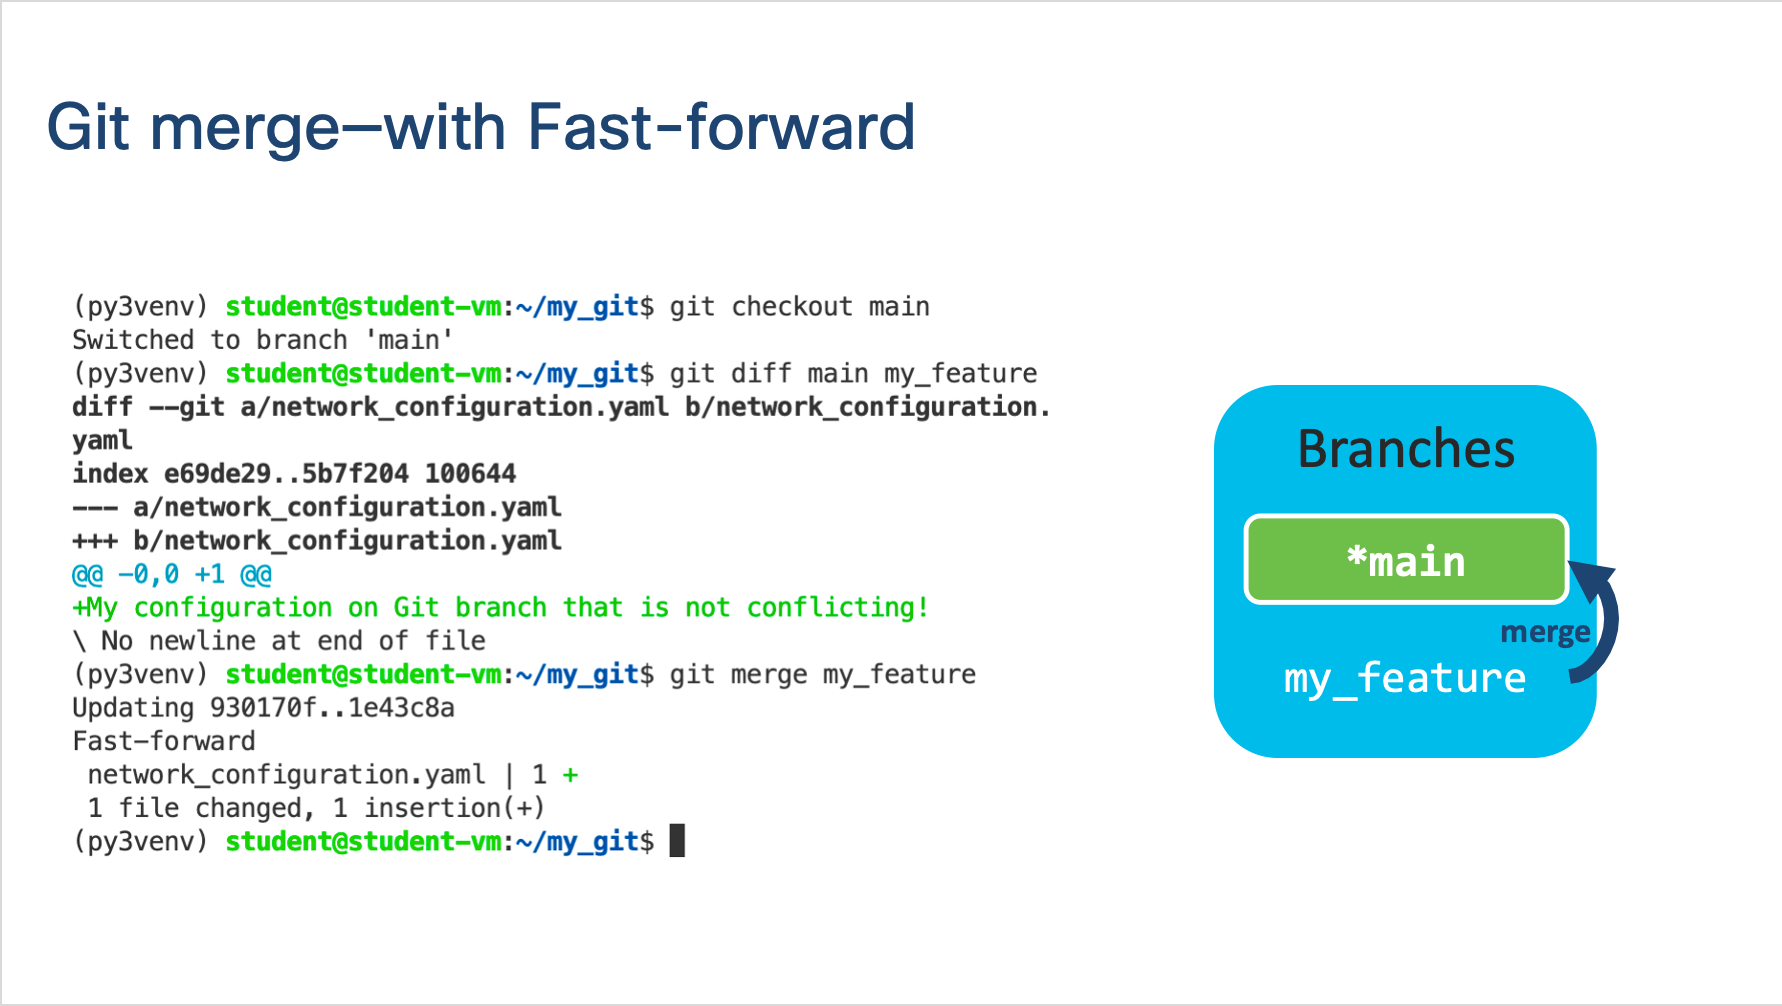 Git merge—with Fast-forward
(py3venv) student@student-vm:~/my_git$ git checkout main
Switched to branch 'main'
(py3venv) student@student-vm:~/my_git$ git diff main my_feature
diff --git a/network_configuration.yaml b/network_configuration.
yaml
index e69de29..5b7f204 100644
--- a/network_configuration.yaml
+++ b/network_configuration.yaml
@@ -0,0 +1 @@
+My configuration on Git branch that is not conflicting!
\ No newline at end of file
(py3venv) student@student-vm:~/my_git$ git merge my_feature
Updating 930170f..1e43c8a
Fast-forward
 network_configuration.yaml | 1 +
 1 file changed, 1 insertion(+)
(py3venv) student@student-vm:~/my_git$
Branches
*main
merge
my_feature